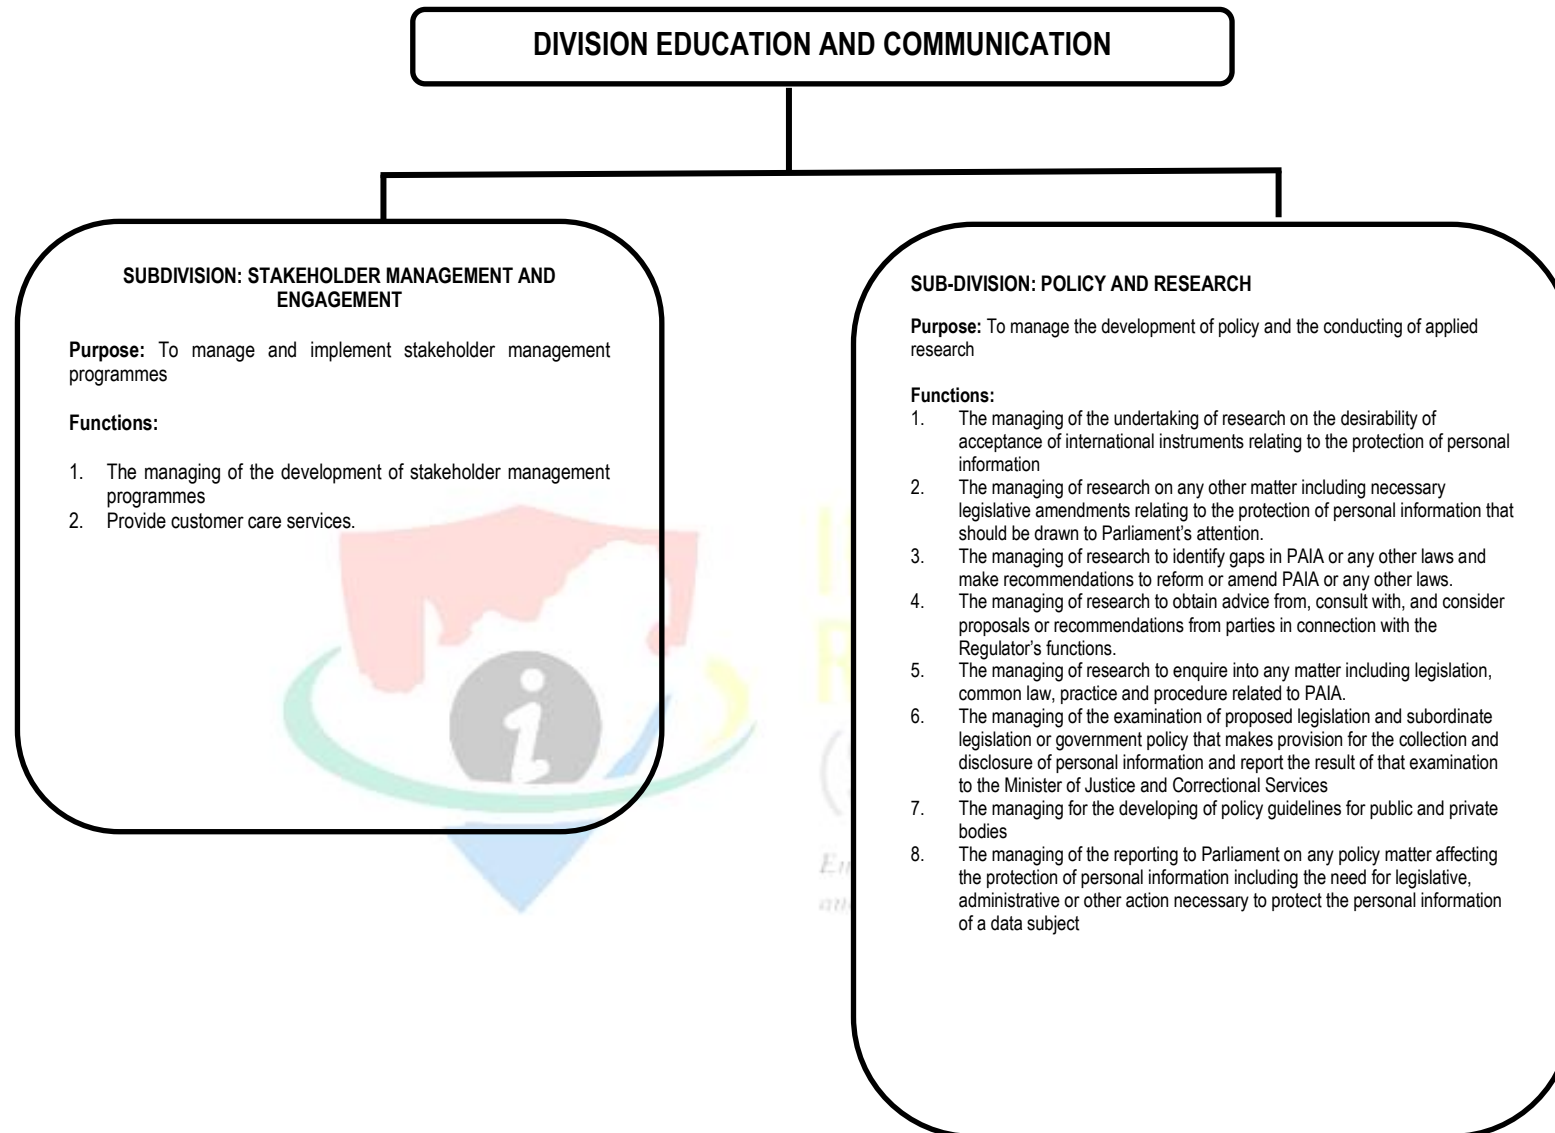 DIVISION EDUCATION AND COMMUNICATION
SUBDIVISION: STAKEHOLDER MANAGEMENT AND
ENGAGEMENT
Purpose: To manage and implement stakeholder management
programmes
Functions:
1. The managing of the development of stakeholder management
programmes
2. Provide customer care services.
SUB-DIVISION: POLICY AND RESEARCH
Purpose: To manage the development of policy and the conducting of applied
research
Functions:
1. The managing of the undertaking of research on the desirability of
acceptance of international instruments relating to the protection of personal
information
2. The managing of research on any other matter including necessary
legislative amendments relating to the protection of personal information that
should be drawn to Parliament’s attention.
3. The managing of research to identify gaps in PAIA or any other laws and
make recommendations to reform or amend PAIA or any other laws.
4. The managing of research to obtain advice from, consult with, and consider
proposals or recommendations from parties in connection with the
Regulator’s functions.
5. The managing of research to enquire into any matter including legislation,
common law, practice and procedure related to PAIA.
6. The managing of the examination of proposed legislation and subordinate
legislation or government policy that makes provision for the collection and
disclosure of personal information and report the result of that examination
to the Minister of Justice and Correctional Services
7. The managing for the developing of policy guidelines for public and private
bodies
8. The managing of the reporting to Parliament on any policy matter affecting
the protection of personal information including the need for legislative,
administrative or other action necessary to protect the personal information
of a data subject